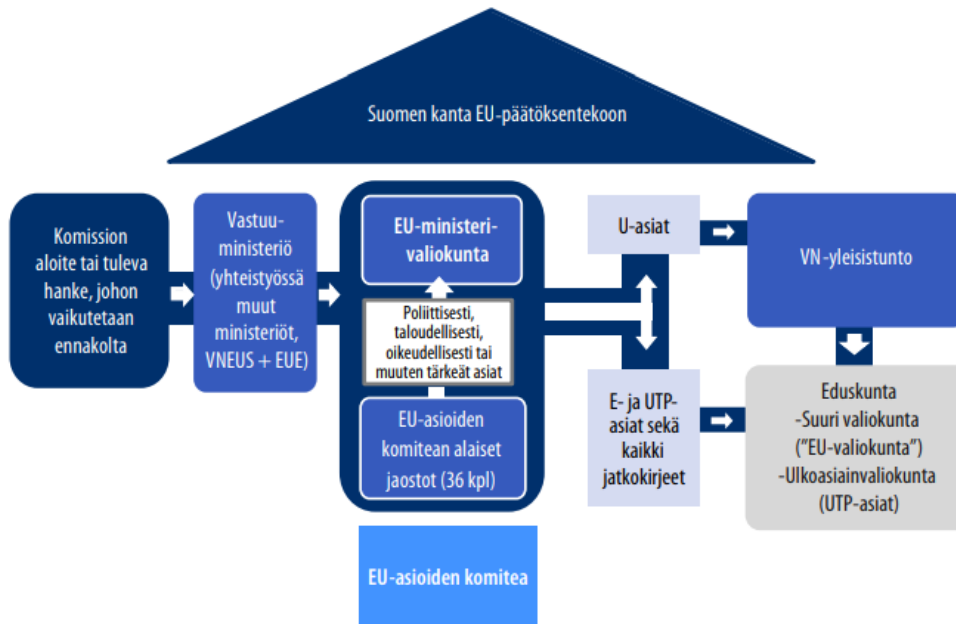 Suomen kanta EU-päätöksentekoon
Komission
aloite tai tuleva
hanke, johon
vaikutetaan
ennakolta
Vastuu-
ministeriö
(yhteistyössä
muut
ministeriöt,
VNEUS + EUE)
EU-ministeri-
valiokunta
Poliittisesti,
taloudellisesti,
oikeudellisesti tai
muuten tärkeät asiat
EU-asioiden
komitean alaiset
jaostot (36 kpl)
EU-asioiden komitea
U-asiat
E- ja UTP-
asiat sekä
kaikki
jatkokirjeet
VN-yleisistunto
Eduskunta
-Suuri valiokunta
("EU-valiokunta")
-Ulkoasiainvaliokunta
(UTP-asiat)